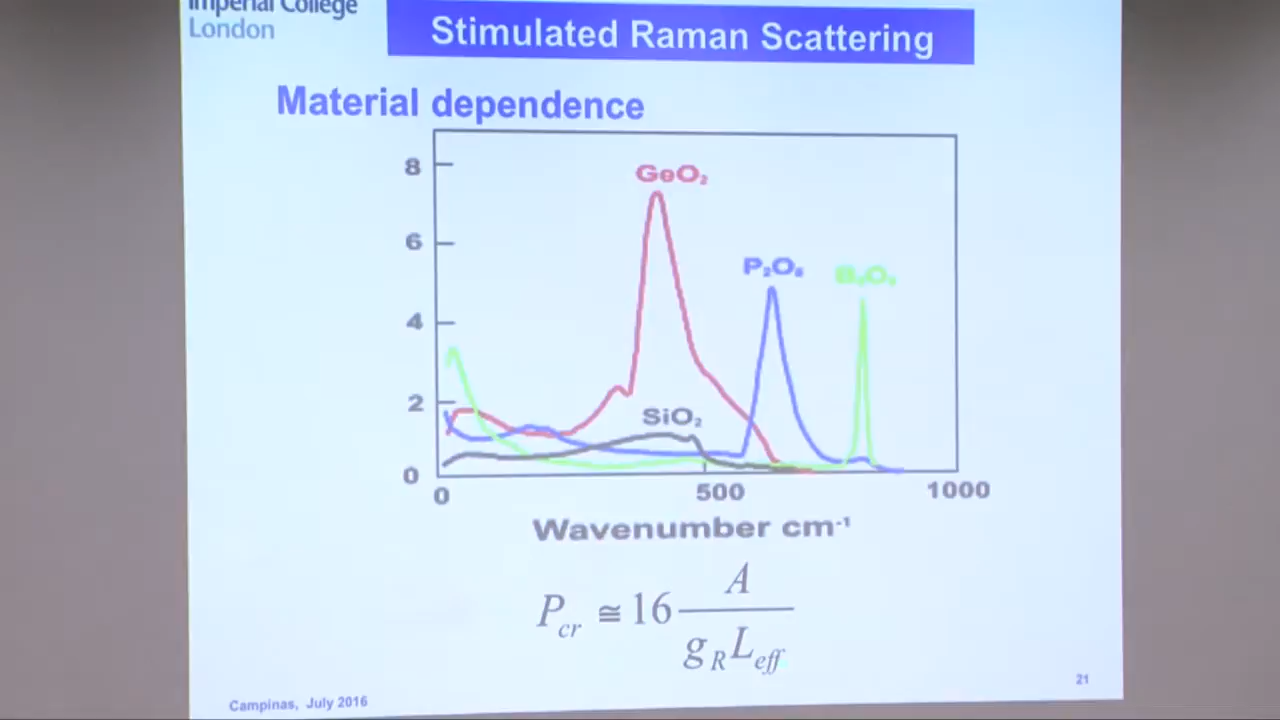 Imperial College
London
Stimulated Raman Scattering
Material dependence
8
6
4
2
0
GeO₂
P₂O₅
B₂O₃
SiO₂
0
500
1000
Wavenumber cm⁻¹
P_cr ≅ 16 A / g_R L_eff
Campinas, July 2016
21